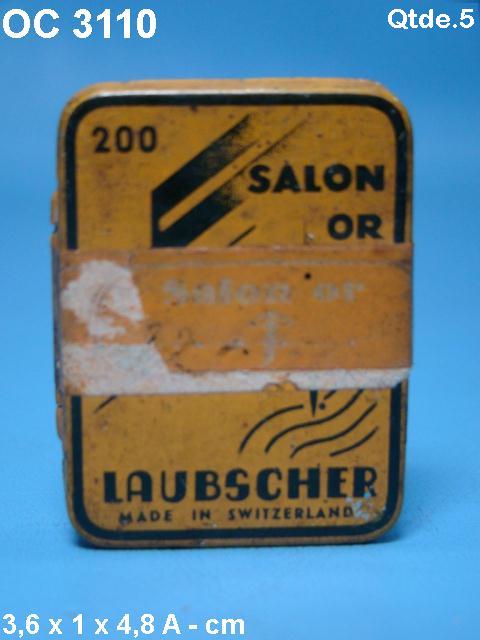 OC 3110
Qtde.5
200
SALON
OR
Salon or
LAUBSCHER
MADE IN SWITZERLAND
3,6 x 1 x 4,8 A - cm